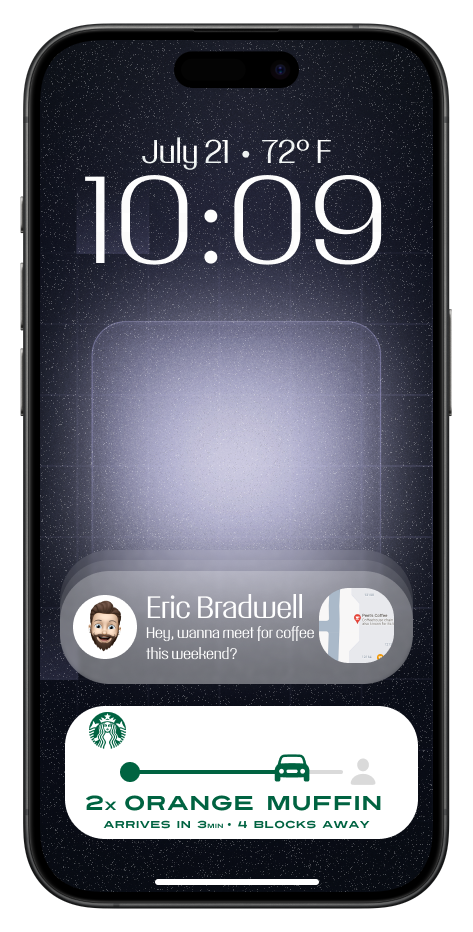 July 21 • 72° F
10:09
Eric Bradwell
Hey, wanna meet for coffee
this weekend?
Peet's Coffee
2x ORANGE MUFFIN
ARRIVES IN 3MIN • 4 BLOCKS AWAY